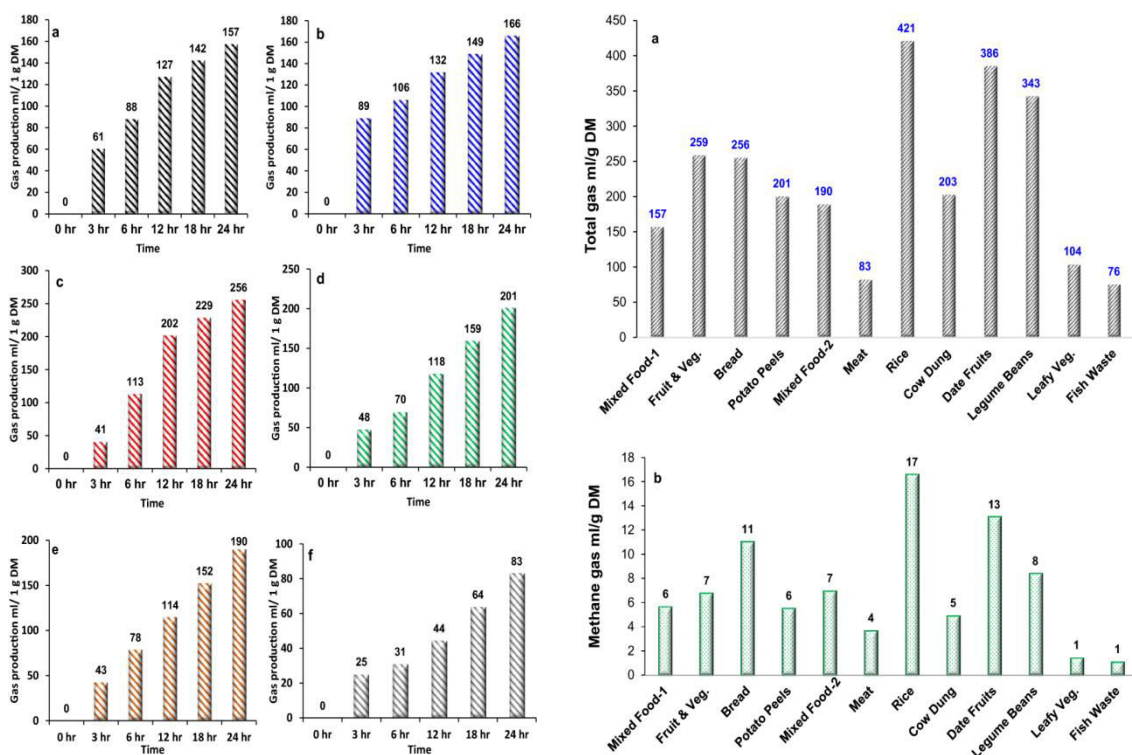 a
Gas production ml/ 1 g DM
180
160
140
120
100
80
60
40
20
0
0
61
88
127
142
157
0 hr 3 hr 6 hr 12 hr 18 hr 24 hr
Time
b
Gas production ml/ 1 g DM
180
160
140
120
100
80
60
40
20
0
0
89
106
132
149
166
0 hr 3 hr 6 hr 12 hr 18 hr 24 hr
Time
c
Gas production ml/ 1 g DM
300
250
200
150
100
50
0
0
41
113
202
229
256
0 hr 3 hr 6 hr 12 hr 18 hr 24 hr
Time
d
Gas production ml/ 1 g DM
250
200
150
100
50
0
0
48
70
118
159
201
0 hr 3 hr 6 hr 12 hr 18 hr 24 hr
Time
e
Gas production ml/ 1 g DM
200
150
100
50
0
0
43
78
114
152
190
0 hr 3 hr 6 hr 12 hr 18 hr 24 hr
Time
f
Gas production ml/ 1 g DM
100
80
60
40
20
0
0
25
31
44
64
83
0 hr 3 hr 6 hr 12 hr 18 hr 24 hr
Time
a
Total gas ml/g DM
450
400
350
300
250
200
150
100
50
0
157
259
256
201
190
83
421
203
386
343
104
76
Mixed Food-1
Fruit & Veg.
Bread
Potato Peels
Mixed Food-2
Meat
Rice
Cow Dung
Date Fruits
Legume Beans
Leafy Veg.
Fish Waste
b
Methane gas ml/g DM
18
16
14
12
10
8
6
4
2
0
6
7
11
6
7
4
17
5
13
8
1
1
Mixed Food-1
Fruit & Veg.
Bread
Potato Peels
Mixed Food-2
Meat
Rice
Cow Dung
Date Fruits
Legume Beans
Leafy Veg.
Fish Waste